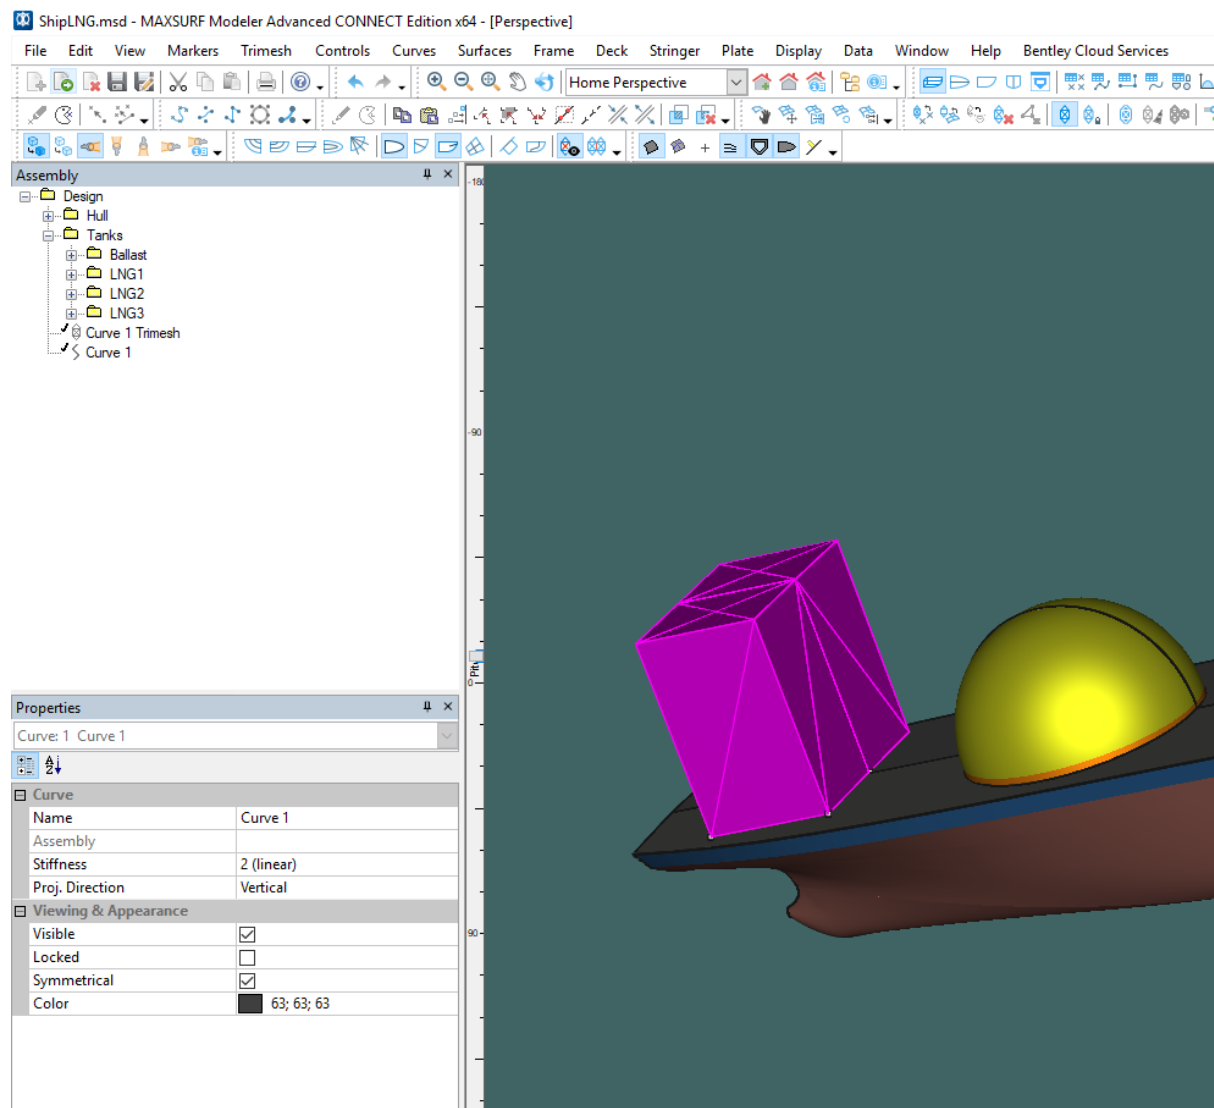 ShipLNG.msd - MAXSURF Modeler Advanced CONNECT Edition x64 - [Perspective]
File Edit View Markers Trimesh Controls Curves Surfaces Frame Deck Stringer Plate Display Data Window Help Bentley Cloud Services
Home Perspective
Assembly
Design
Hull
Tanks
Ballast
LNG1
LNG2
LNG3
Curve 1 Trimesh
Curve 1
-180
-90
0
Pit
90
Properties
Curve: 1 Curve 1
Curve
Name Curve 1
Assembly
Stiffness 2 (linear)
Proj. Direction Vertical
Viewing & Appearance
Visible
Locked
Symmetrical
Color 63; 63; 63